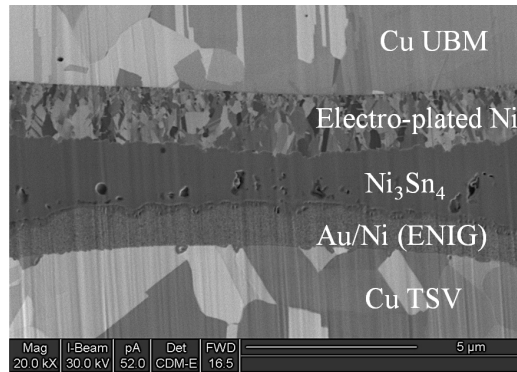 Cu UBM
Electro-plated Ni
Ni₃Sn₄
Au/Ni (ENIG)
Cu TSV
Mag I-Beam pA Det FWD 5 µm
20.0 kX 30.0 kV 52.0 CDM-E 16.5